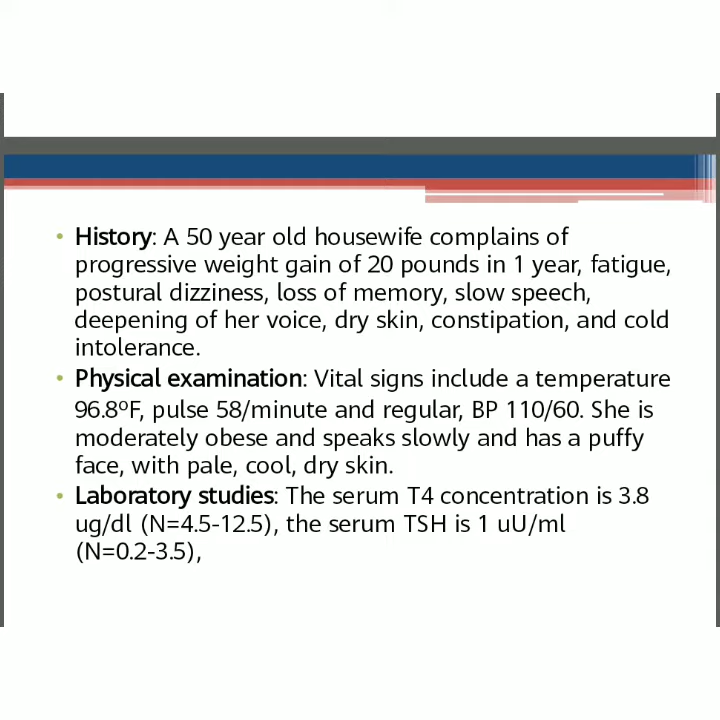 • History: A 50 year old housewife complains of
progressive weight gain of 20 pounds in 1 year, fatigue,
postural dizziness, loss of memory, slow speech,
deepening of her voice, dry skin, constipation, and cold
intolerance.
• Physical examination: Vital signs include a temperature
96.8ºF, pulse 58/minute and regular, BP 110/60. She is
moderately obese and speaks slowly and has a puffy
face, with pale, cool, dry skin.
• Laboratory studies: The serum T4 concentration is 3.8
ug/dl (N=4.5-12.5), the serum TSH is 1 uU/ml
(N=0.2-3.5),